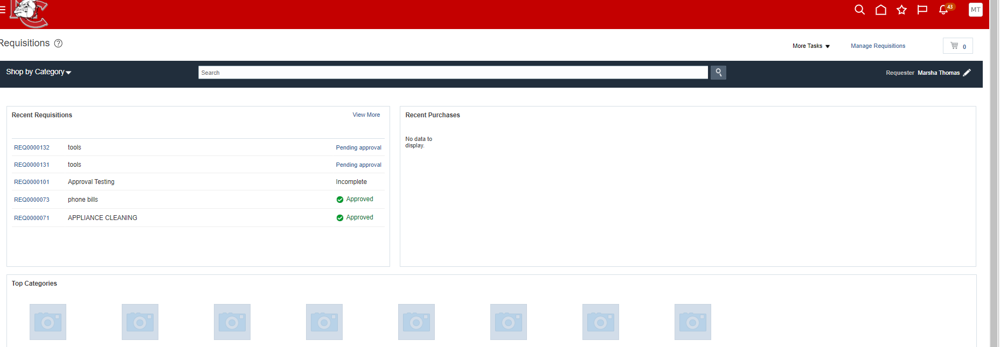 43
MT
Requisitions
More Tasks
Manage Requisitions
0
Shop by Category
Search
Requester Marsha Thomas
Recent Requisitions
View More
REQ0000132 tools Pending approval
REQ0000131 tools Pending approval
REQ0000101 Approval Testing Incomplete
REQ0000073 phone bills Approved
REQ0000071 APPLIANCE CLEANING Approved
Recent Purchases
No data to
display.
Top Categories